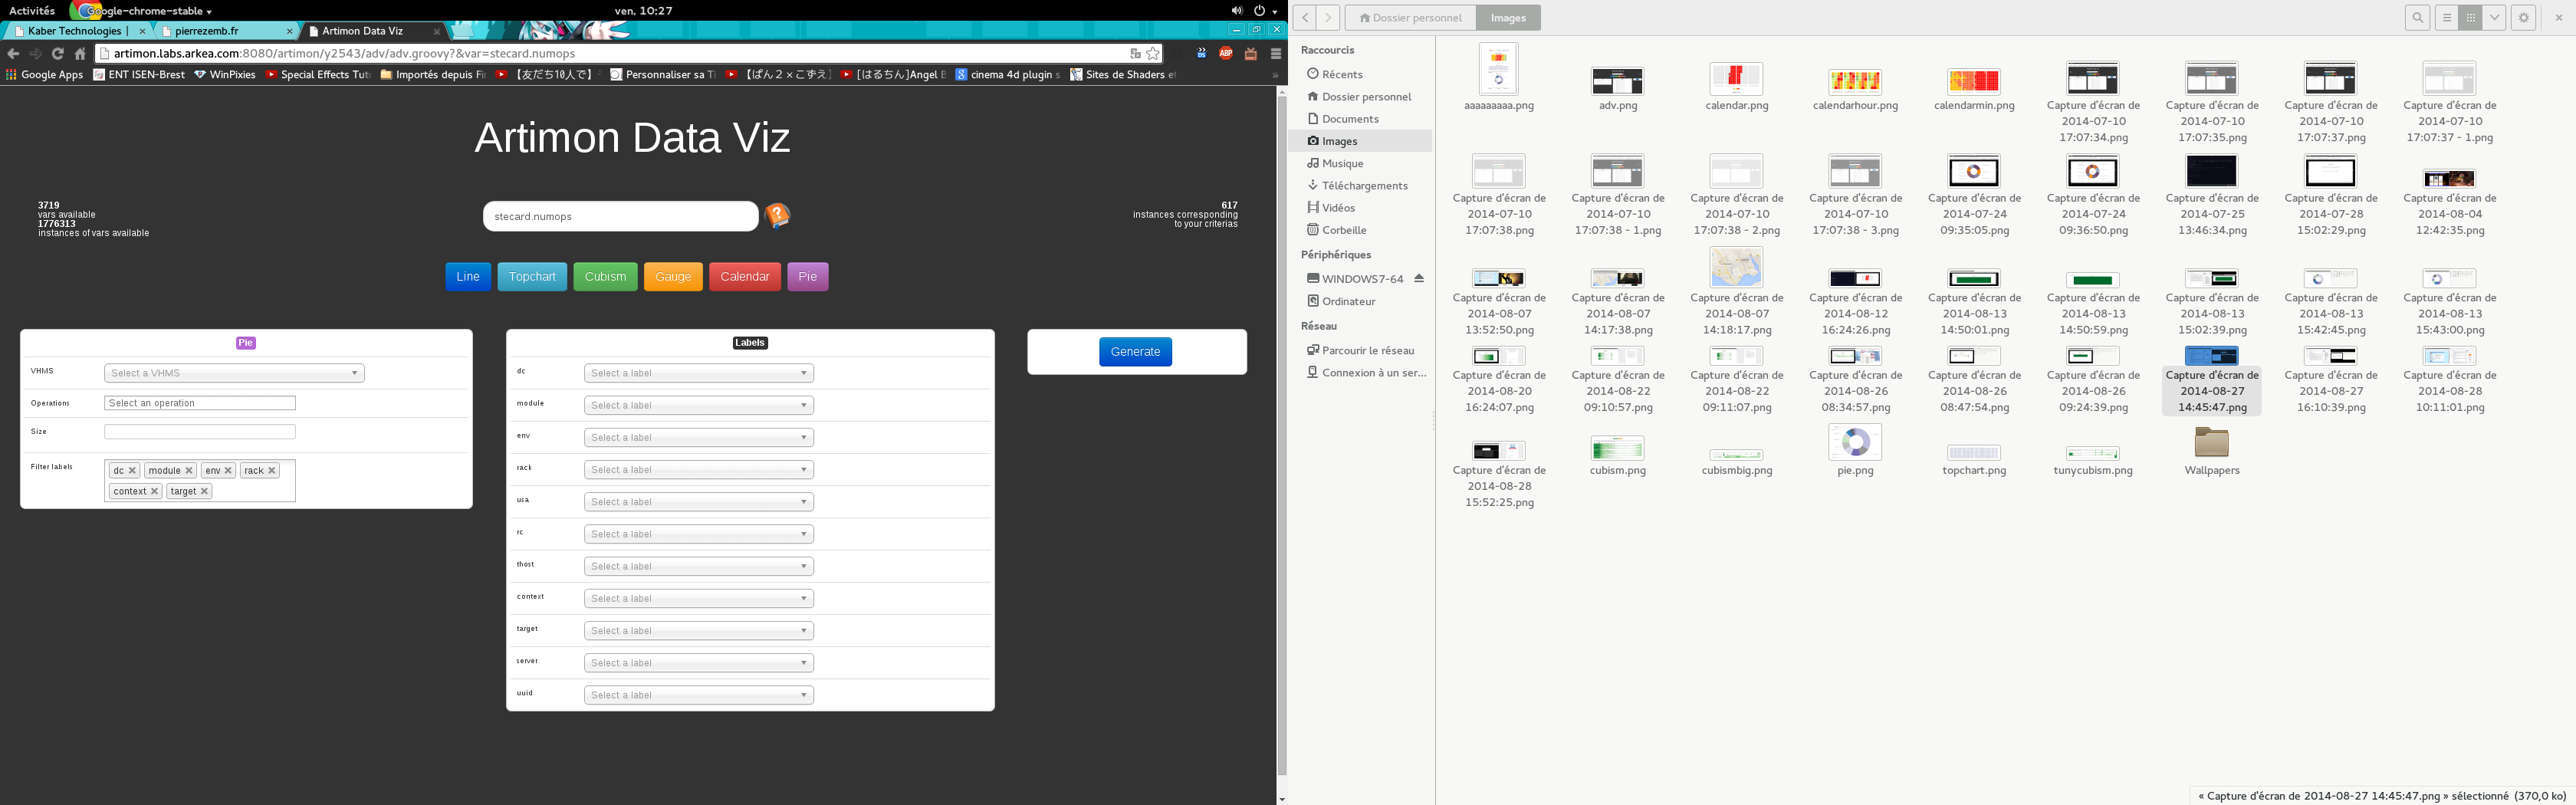 Activités
Google-chrome-stable
ven. 10:27
Kaber Technologies |
pierrezemb.fr
Artimon Data Viz
artimon.labs.arkea.com:8080/artimon/y2543/adv/adv.groovy?&var=stecard.numops
Google Apps
ENT ISEN-Brest
WinPixies
Special Effects Tut
Importés depuis Fi
【友だち10人で】
Personnaliser sa Ti
【ぱん２×こずえ】
[はるちん]Angel B
cinema 4d plugin s
Sites de Shaders et
»
Artimon Data Viz
3719
vars available
1776313
instances of vars available
stecard.numops
617
instances corresponding
to your criterias
Line
Topchart
Cubism
Gauge
Calendar
Pie
Pie
VHMS
Select a VHMS
Operations
Select an operation
Size
Filter labels
dc
module
env
rack
context
target
Labels
dc
Select a label
module
Select a label
env
Select a label
rack
Select a label
usa
Select a label
rc
Select a label
thost
Select a label
context
Select a label
target
Select a label
server
Select a label
uuid
Select a label
Generate
Dossier personnel
Images
Raccourcis
Récents
Dossier personnel
Documents
Images
Musique
Téléchargements
Vidéos
Corbeille
Périphériques
WINDOWS7-64
Ordinateur
Réseau
Parcourir le réseau
Connexion à un ser...
aaaaaaaaa.png
adv.png
calendar.png
calendarhour.png
calendarmin.png
Capture d'écran de
2014-07-10
17:07:34.png
Capture d'écran de
2014-07-10
17:07:35.png
Capture d'écran de
2014-07-10
17:07:37.png
Capture d'écran de
2014-07-10
17:07:37 - 1.png
Capture d'écran de
2014-07-10
17:07:38.png
Capture d'écran de
2014-07-10
17:07:38 - 1.png
Capture d'écran de
2014-07-10
17:07:38 - 2.png
Capture d'écran de
2014-07-10
17:07:38 - 3.png
Capture d'écran de
2014-07-24
09:35:05.png
Capture d'écran de
2014-07-24
09:36:50.png
Capture d'écran de
2014-07-25
13:46:34.png
Capture d'écran de
2014-07-28
15:02:29.png
Capture d'écran de
2014-08-04
12:42:35.png
Capture d'écran de
2014-08-07
13:52:50.png
Capture d'écran de
2014-08-07
14:17:38.png
Capture d'écran de
2014-08-07
14:18:17.png
Capture d'écran de
2014-08-12
16:24:26.png
Capture d'écran de
2014-08-13
14:50:01.png
Capture d'écran de
2014-08-13
14:50:59.png
Capture d'écran de
2014-08-13
15:02:39.png
Capture d'écran de
2014-08-13
15:42:45.png
Capture d'écran de
2014-08-13
15:43:00.png
Capture d'écran de
2014-08-20
16:24:07.png
Capture d'écran de
2014-08-22
09:10:57.png
Capture d'écran de
2014-08-22
09:11:07.png
Capture d'écran de
2014-08-26
08:34:57.png
Capture d'écran de
2014-08-26
08:47:54.png
Capture d'écran de
2014-08-26
09:24:39.png
Capture d'écran de
2014-08-27
14:45:47.png
Capture d'écran de
2014-08-27
16:10:39.png
Capture d'écran de
2014-08-28
10:11:01.png
Capture d'écran de
2014-08-28
15:52:25.png
cubism.png
cubismbig.png
pie.png
topchart.png
tunycubism.png
Wallpapers
« Capture d'écran de 2014-08-27 14:45:47.png » sélectionné (370,0 ko)